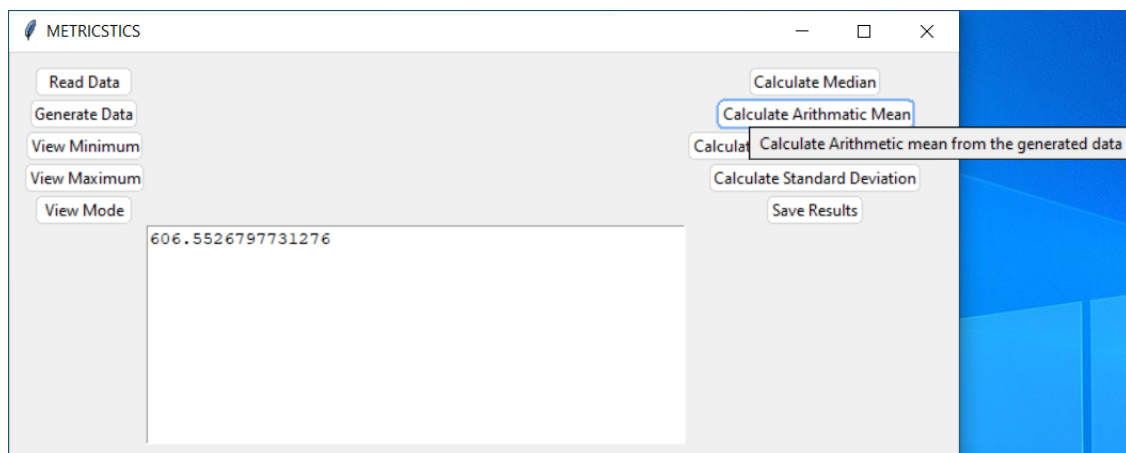 METRICSTICS
Read Data
Generate Data
View Minimum
View Maximum
View Mode
Calculate Median
Calculate Arithmatic Mean
Calculate Arithmetic mean from the generated data
Calculate Standard Deviation
Save Results
606.5526797731276